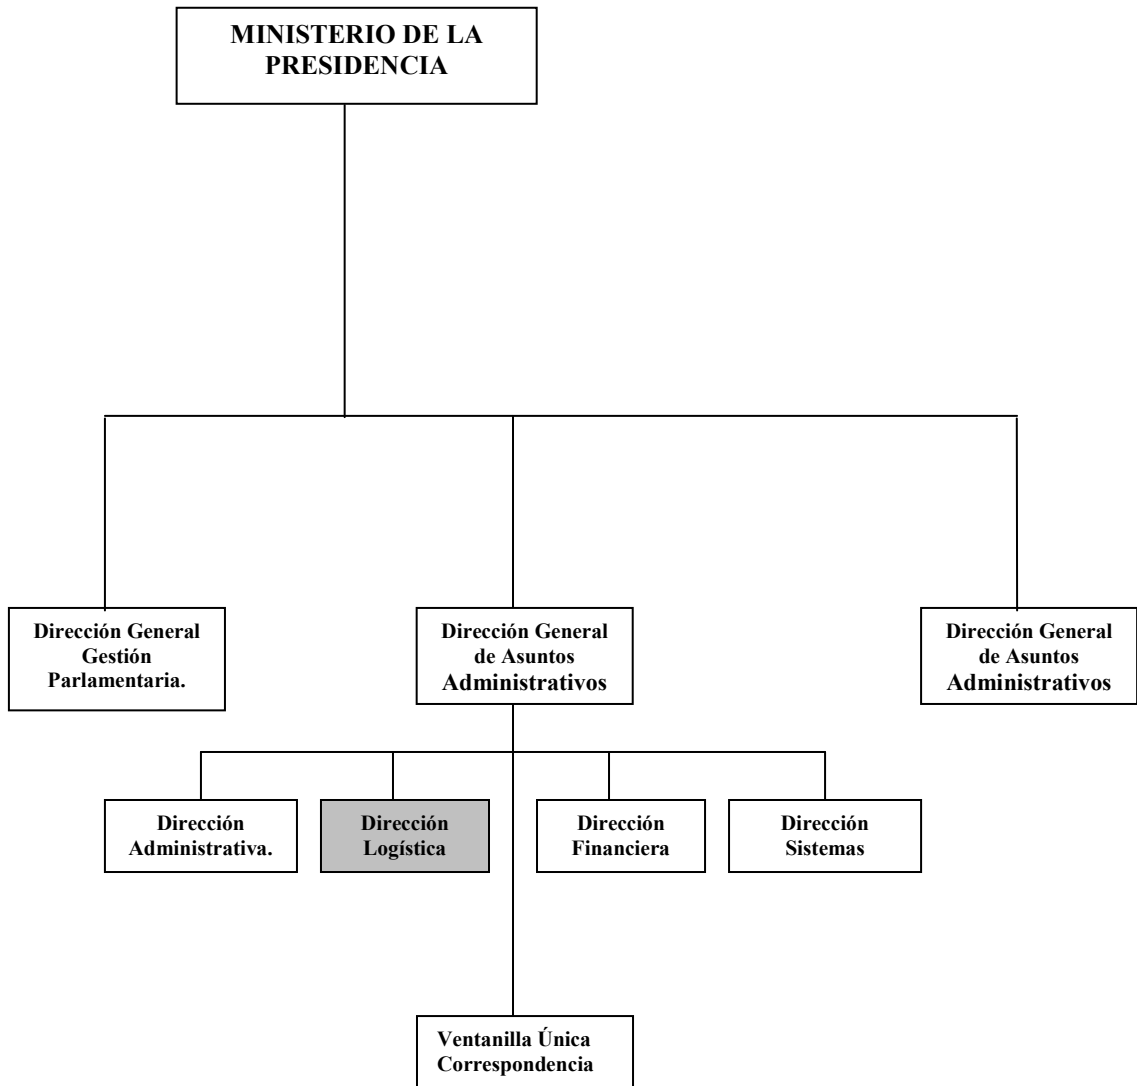 MINISTERIO DE LA
PRESIDENCIA
Dirección General
Gestión
Parlamentaria.
Dirección General
de Asuntos
Administrativos
Dirección General
de Asuntos
Administrativos
Dirección
Administrativa.
Dirección
Logística
Dirección
Financiera
Dirección
Sistemas
Ventanilla Única
Correspondencia